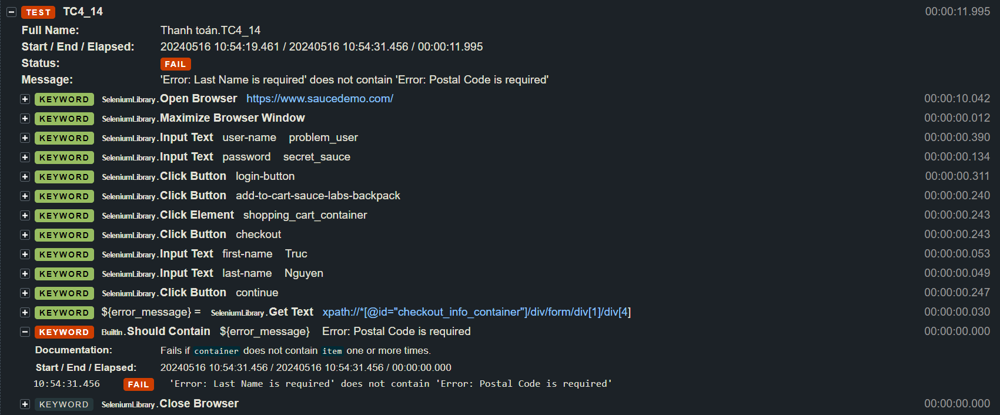 TEST TC4_14 00:00:11.995
Full Name: Thanh toán.TC4_14
Start / End / Elapsed: 20240516 10:54:19.461 / 20240516 10:54:31.456 / 00:00:11.995
Status: FAIL
Message: 'Error: Last Name is required' does not contain 'Error: Postal Code is required'
KEYWORD SeleniumLibrary.Open Browser https://www.saucedemo.com/ 00:00:10.042
KEYWORD SeleniumLibrary.Maximize Browser Window 00:00:00.012
KEYWORD SeleniumLibrary.Input Text user-name problem_user 00:00:00.390
KEYWORD SeleniumLibrary.Input Text password secret_sauce 00:00:00.134
KEYWORD SeleniumLibrary.Click Button login-button 00:00:00.311
KEYWORD SeleniumLibrary.Click Button add-to-cart-sauce-labs-backpack 00:00:00.240
KEYWORD SeleniumLibrary.Click Element shopping_cart_container 00:00:00.243
KEYWORD SeleniumLibrary.Click Button checkout 00:00:00.243
KEYWORD SeleniumLibrary.Input Text first-name Truc 00:00:00.053
KEYWORD SeleniumLibrary.Input Text last-name Nguyen 00:00:00.049
KEYWORD SeleniumLibrary.Click Button continue 00:00:00.247
KEYWORD ${error_message} = SeleniumLibrary.Get Text xpath://*[@id="checkout_info_container"]/div/form/div[1]/div[4] 00:00:00.030
KEYWORD BuiltIn.Should Contain ${error_message} Error: Postal Code is required 00:00:00.000
Documentation: Fails if container does not contain item one or more times.
Start / End / Elapsed: 20240516 10:54:31.456 / 20240516 10:54:31.456 / 00:00:00.000
10:54:31.456 FAIL 'Error: Last Name is required' does not contain 'Error: Postal Code is required'
KEYWORD SeleniumLibrary.Close Browser 00:00:00.000